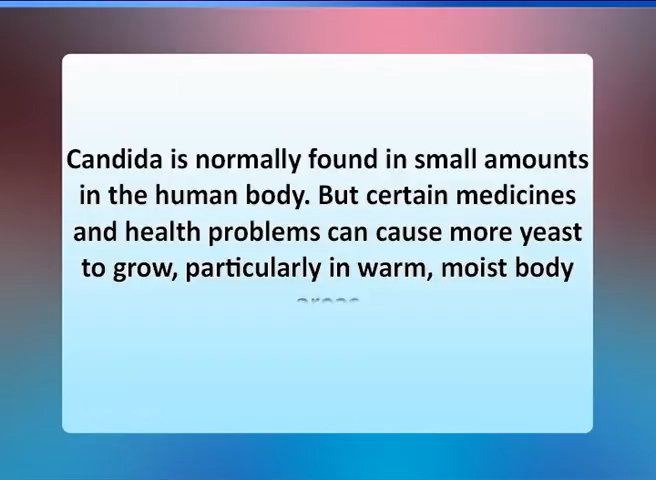 Candida is normally found in small amounts
in the human body. But certain medicines
and health problems can cause more yeast
to grow, particularly in warm, moist body